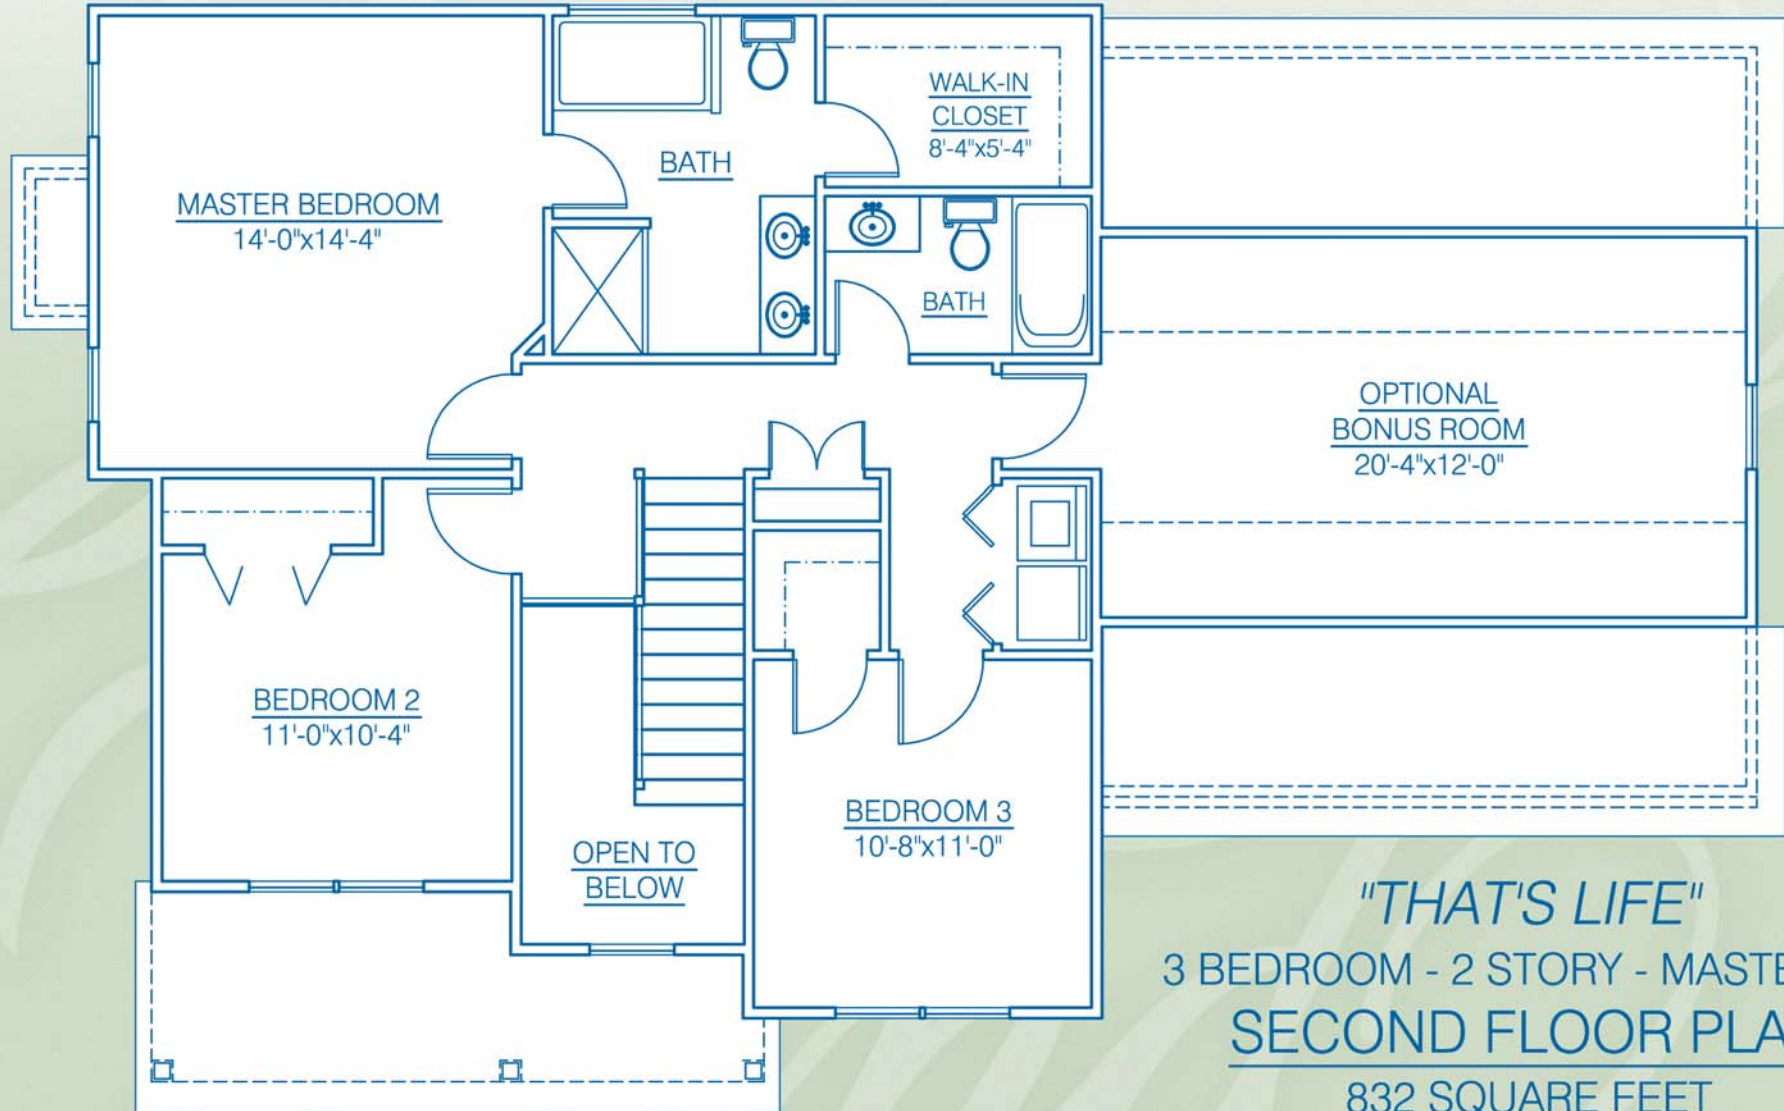 WALK-IN
CLOSET
8'-4"x5'-4"
BATH
MASTER BEDROOM
14'-0"x14'-4"
BATH
OPTIONAL
BONUS ROOM
20'-4"x12'-0"
BEDROOM 2
11'-0"x10'-4"
BEDROOM 3
10'-8"x11'-0"
OPEN TO
BELOW
"THAT'S LIFE"
3 BEDROOM - 2 STORY -
SECOND FLOOR
832 SQUARE FEET